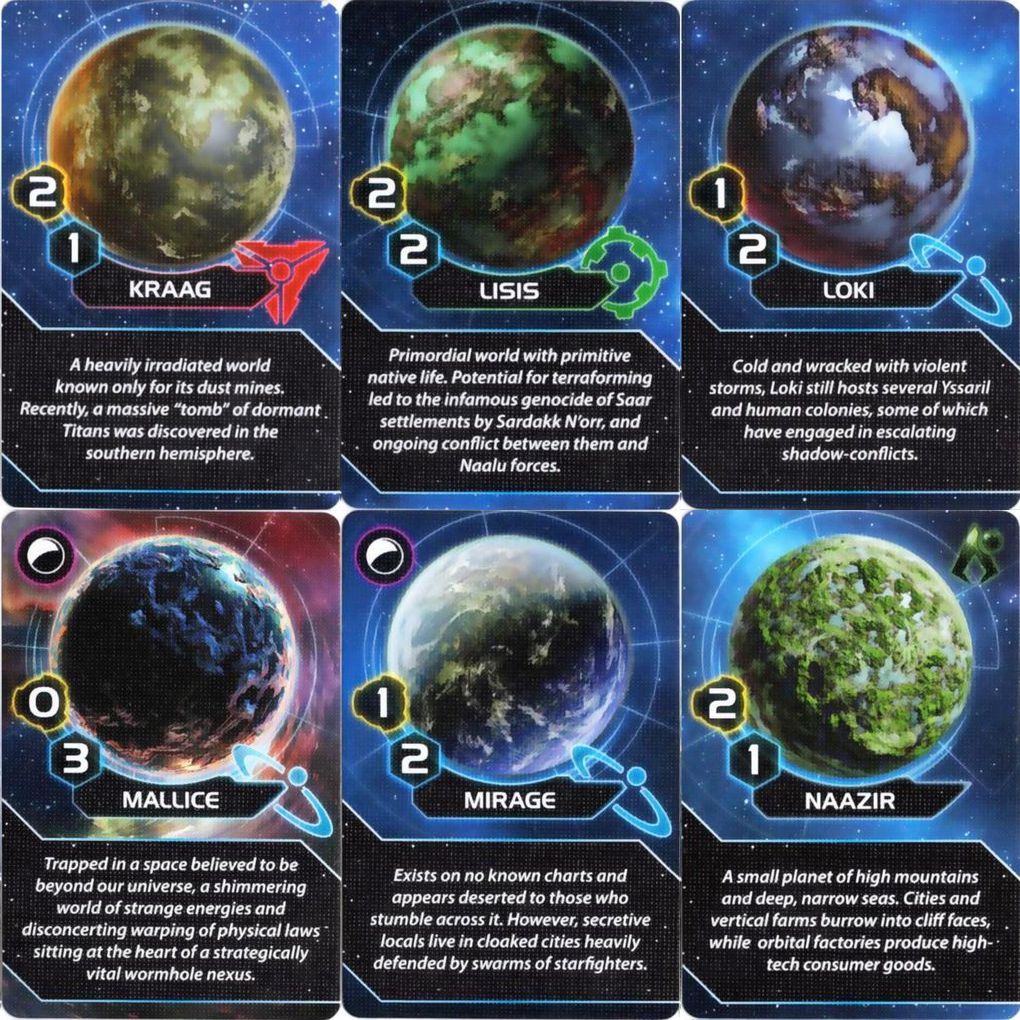 2
1
KRAAG
A heavily irradiated world
known only for its dust mines.
Recently, a massive “tomb” of dormant
Titans was discovered in the
southern hemisphere.
2
2
LISIS
Primordial world with primitive
native life. Potential for terraforming
led to the infamous genocide of Saar
settlements by Sardakk N’orr, and
ongoing conflict between them and
Naalu forces.
1
2
LOKI
Cold and wracked with violent
storms, Loki still hosts several Yssaril
and human colonies, some of which
have engaged in escalating
shadow-conflicts.
0
3
MALLICE
Trapped in a space believed to be
beyond our universe, a shimmering
world of strange energies and
disconcerting warping of physical laws
sitting at the heart of a strategically
vital wormhole nexus.
1
2
MIRAGE
Exists on no known charts and
appears deserted to those who
stumble across it. However, secretive
locals live in cloaked cities heavily
defended by swarms of starfighters.
2
1
NAAZIR
A small planet of high mountains
and deep, narrow seas. Cities and
vertical farms burrow into cliff faces,
while orbital factories produce high-
tech consumer goods.